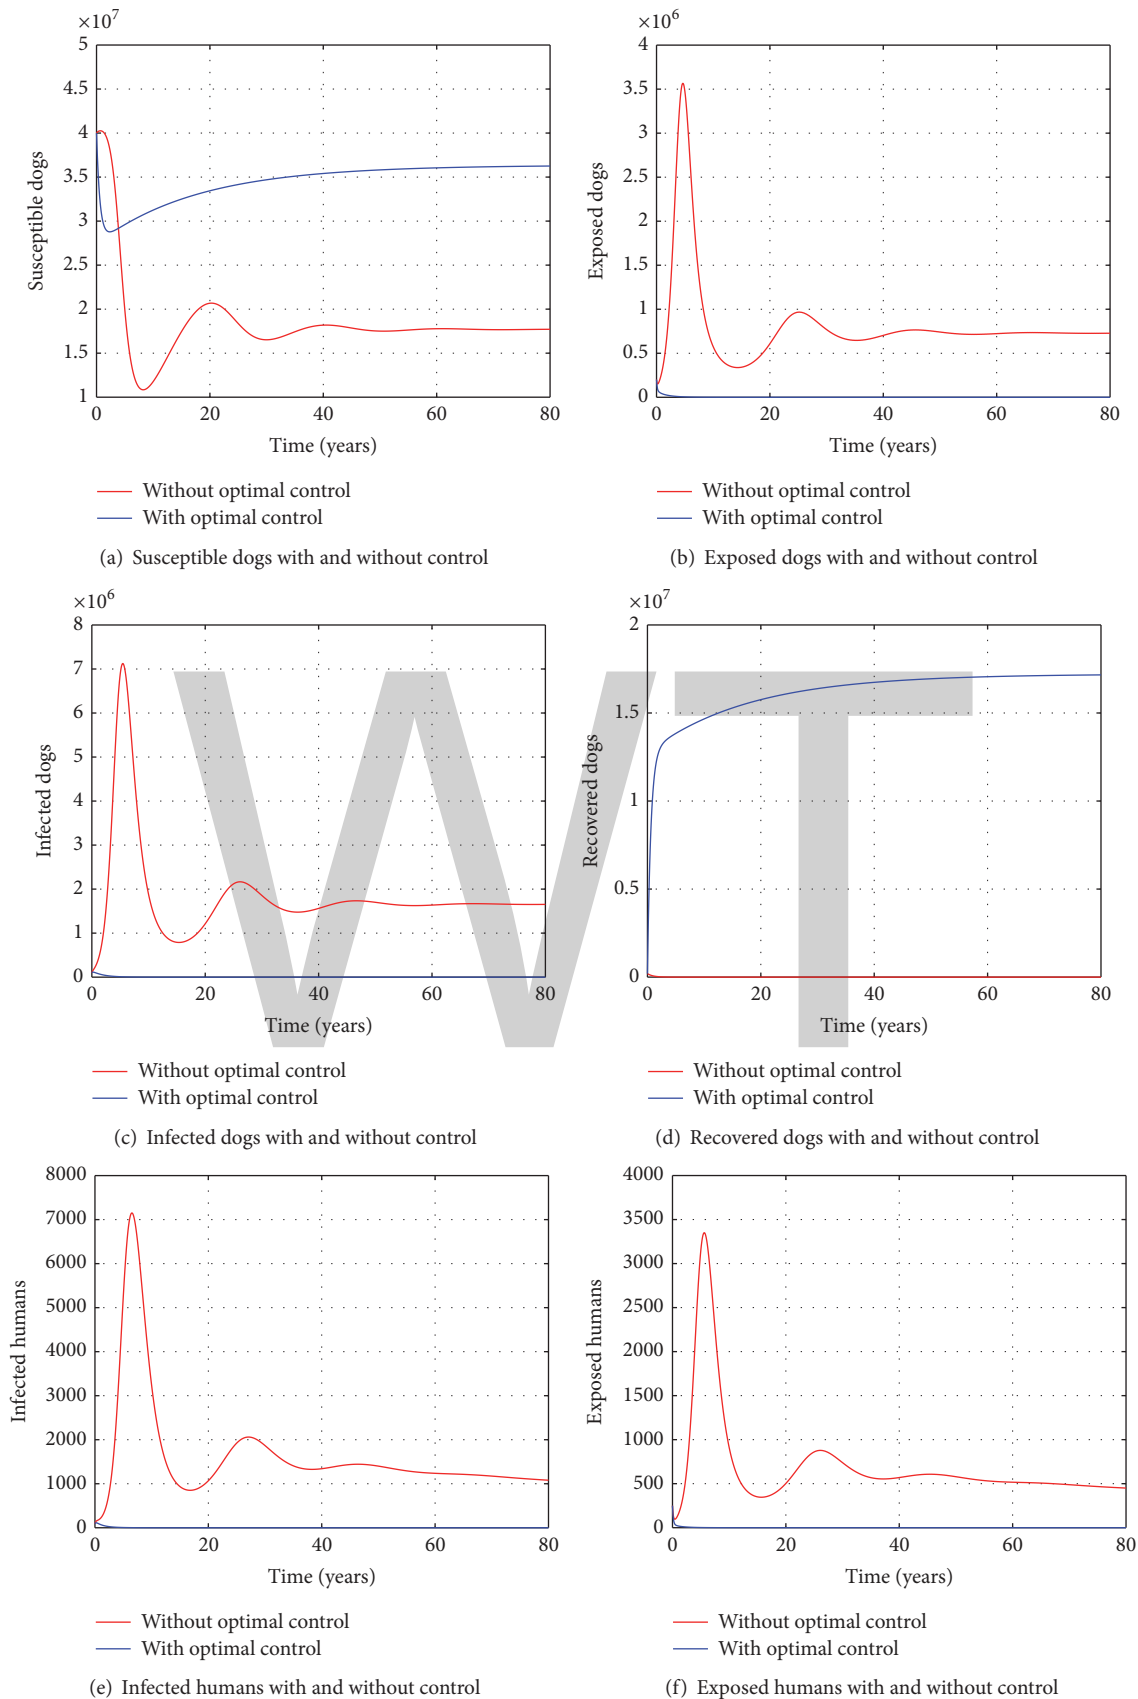 ×10⁷
5
4.5
4
3.5
3
2.5
2
1.5
1
0 20 40 60 80
Susceptible dogs
Time (years)
Without optimal control
With optimal control
(a) Susceptible dogs with and without control
×10⁶
4
3.5
3
2.5
2
1.5
1
0.5
0
0 20 40 60 80
Exposed dogs
Time (years)
Without optimal control
With optimal control
(b) Exposed dogs with and without control
×10⁶
8
7
6
5
4
3
2
1
0
0 20 40 60 80
Infected dogs
Time (years)
Without optimal control
With optimal control
(c) Infected dogs with and without control
×10⁷
2
1.5
1
0.5
0
0 20 40 60 80
Recovered dogs
Time (years)
Without optimal control
With optimal control
(d) Recovered dogs with and without control
8000
7000
6000
5000
4000
3000
2000
1000
0
0 20 40 60 80
Infected humans
Time (years)
Without optimal control
With optimal control
(e) Infected humans with and without control
4000
3500
3000
2500
2000
1500
1000
500
0
0 20 40 60 80
Exposed humans
Time (years)
Without optimal control
With optimal control
(f) Exposed humans with and without control
WT